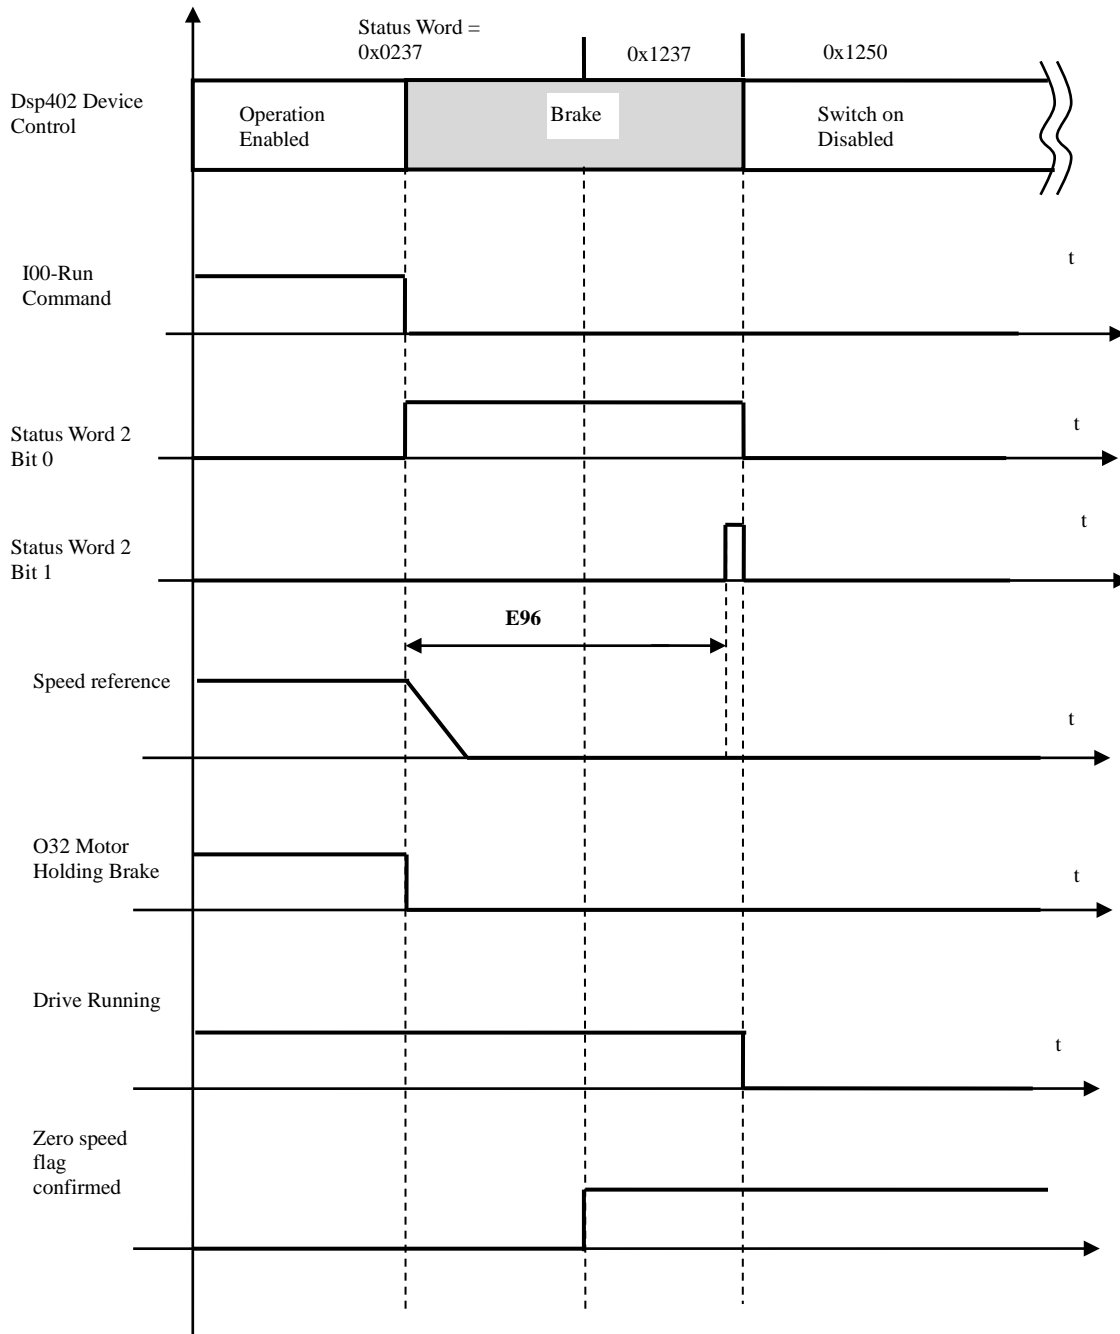 Status Word =
0x0237
0x1237
0x1250
Dsp402 Device
Control
Operation
Enabled
Brake
Switch on
Disabled
t
I00-Run
Command
t
Status Word 2
Bit 0
t
Status Word 2
Bit 1
E96
Speed reference
t
O32 Motor
Holding Brake
t
Drive Running
t
Zero speed
flag
confirmed